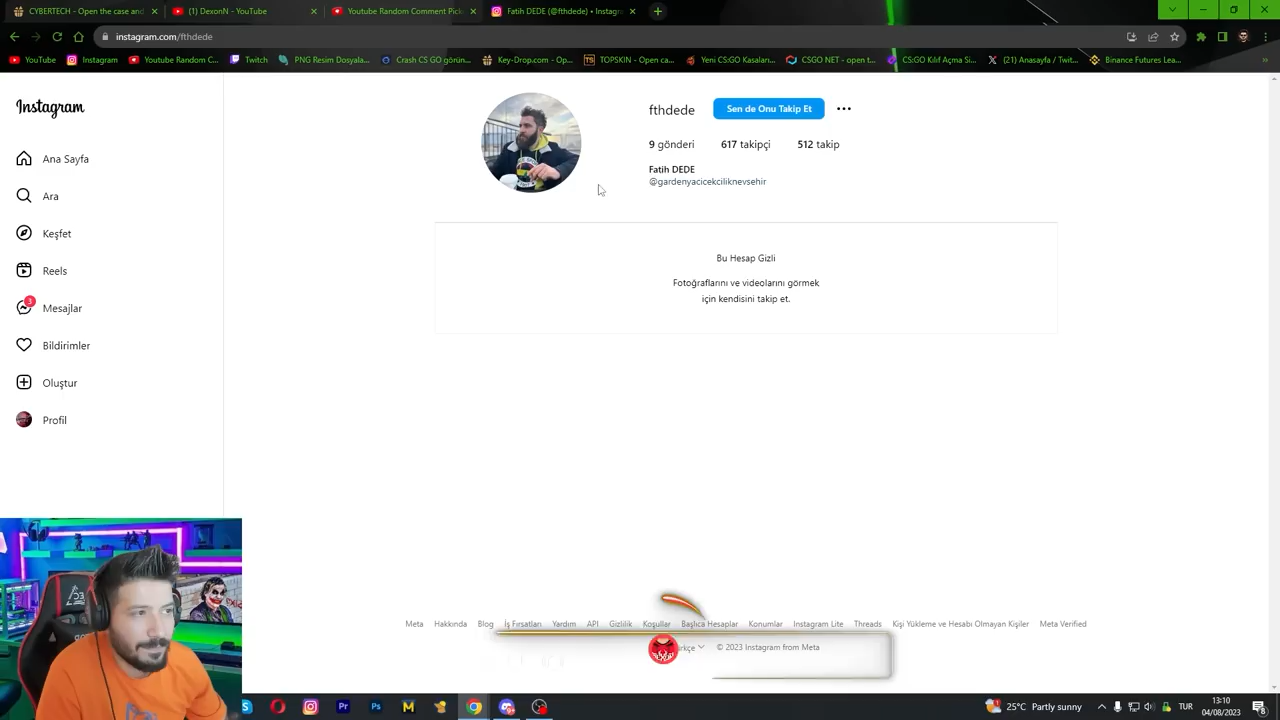 CYBERTECH - Open the case and
(1) DexonN - YouTube
Youtube Random Comment Pick
Fatih DEDE (@fthdede) • Instagr
instagram.com/fthdede
YouTube
Instagram
Youtube Random C...
Twitch
PNG Resim Dosyala...
Crash CS GO görün...
Key-Drop.com - Op...
TOPSKIN - Open ca...
Yeni CS:GO Kasaları...
CSGO NET - open t...
CS:GO Kılıf Açma Si...
(21) Anasayfa / Twit...
Binance Futures Lea...
Instagram
Ana Sayfa
Ara
Keşfet
Reels
3
Mesajlar
Bildirimler
Oluştur
Profil
fthdede
Sen de Onu Takip Et
9 gönderi 617 takipçi 512 takip
Fatih DEDE
@gardenyacicekciliknevsehir
Bu Hesap Gizli
Fotoğraflarını ve videolarını görmek
için kendisini takip et.
Meta Hakkında Blog İş Fırsatları Yardım API Gizlilik Koşullar Başlıca Hesaplar Konumlar Instagram Lite Threads Kişi Yükleme ve Hesabı Olmayan Kişiler Meta Verified
© 2023 Instagram from Meta
25°C Partly sunny
TUR
13:10
04/08/2023